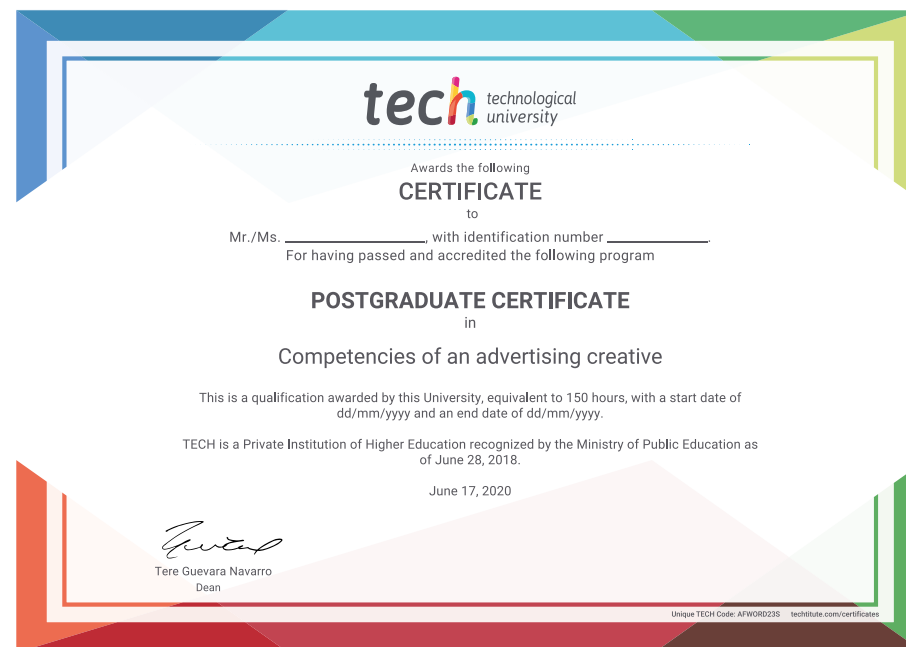 tech technological
university
Awards the following
CERTIFICATE
to
Mr./Ms. ____________________, with identification number ______________.
For having passed and accredited the following program
POSTGRADUATE CERTIFICATE
in
Competencies of an advertising creative
This is a qualification awarded by this University, equivalent to 150 hours, with a start date of
dd/mm/yyyy and an end date of dd/mm/yyyy.
TECH is a Private Institution of Higher Education recognized by the Ministry of Public Education as
of June 28, 2018.
June 17, 2020
Tere Guevara Navarro
Dean
Unique TECH Code: AFWORD23S techtitute.com/certificates